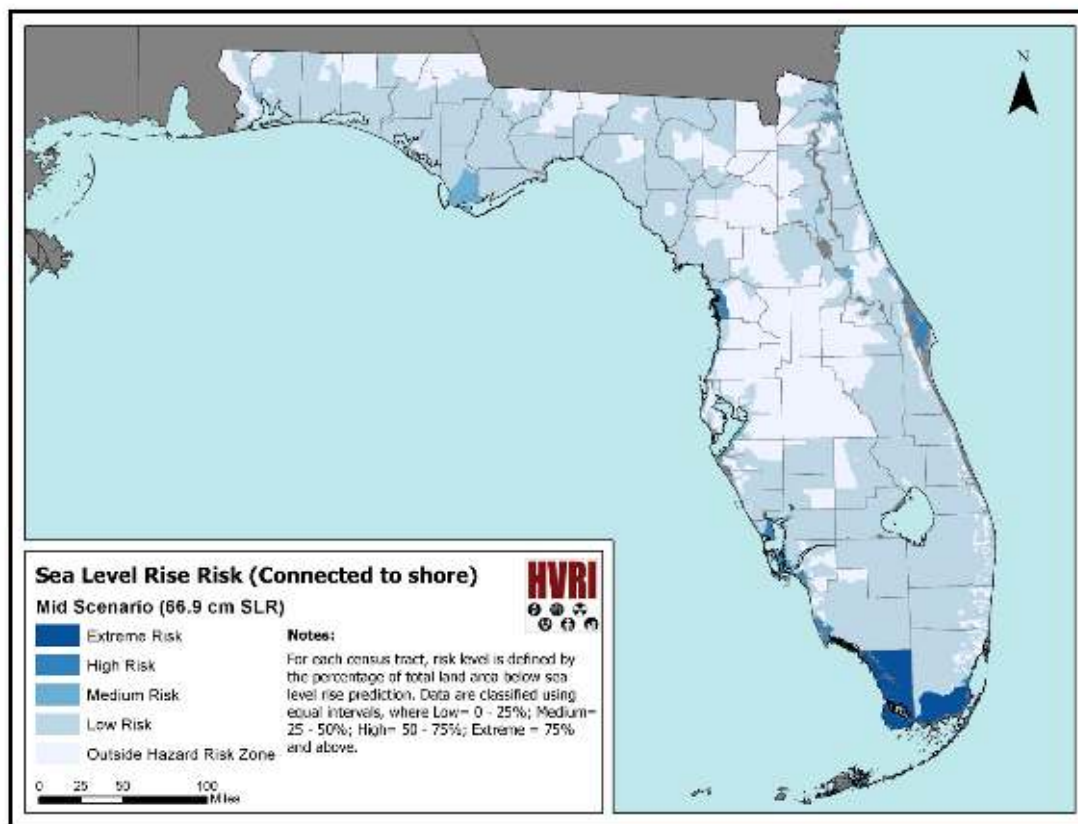 N
Sea Level Rise Risk (Connected to shore)
Mid Scenario (66.9 cm SLR)
Extreme Risk
High Risk
Medium Risk
Low Risk
Outside Hazard Risk Zone
0 25 50 100
Miles
HVRI
Notes:
For each census tract, risk level is defined by
the percentage of total land area below sea
level rise prediction. Data are classified using
equal intervals, where Low= 0 - 25%; Medium=
25 - 50%; High= 50 - 75%; Extreme = 75%
and above.